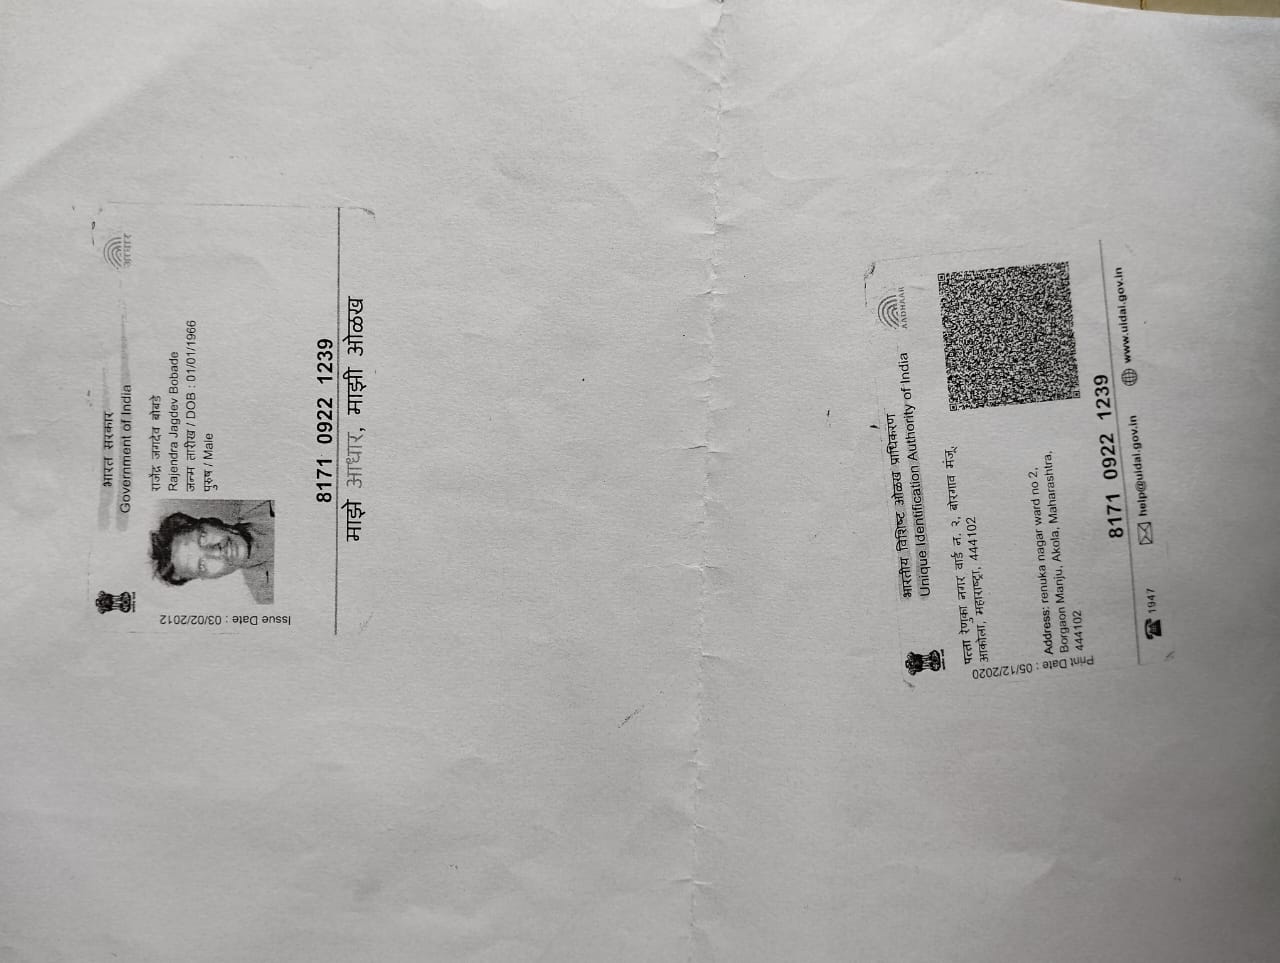 भारत सरकार
Government of India
आधार
राजेंद्र जगदेव बोबडे
Rajendra Jagdev Bobade
जन्म तारीख / DOB : 01/01/1966
पुरुष / Male
Issue Date : 03/02/2012
8171 0922 1239
माझे आधार, माझी ओळख
भारतीय विशिष्ट ओळख प्राधिकरण
Unique Identification Authority of India
AADHAAR
पत्ता रेणुका नगर वार्ड न. २, बोरगाव मंजू,
आकोला, महाराष्ट्रा, 444102
Address: renuka nagar ward no 2,
Borgaon Manju, Akola, Maharashtra,
444102
Print Date : 05/12/2020
8171 0922 1239
1947
help@uidai.gov.in
www.uidai.gov.in